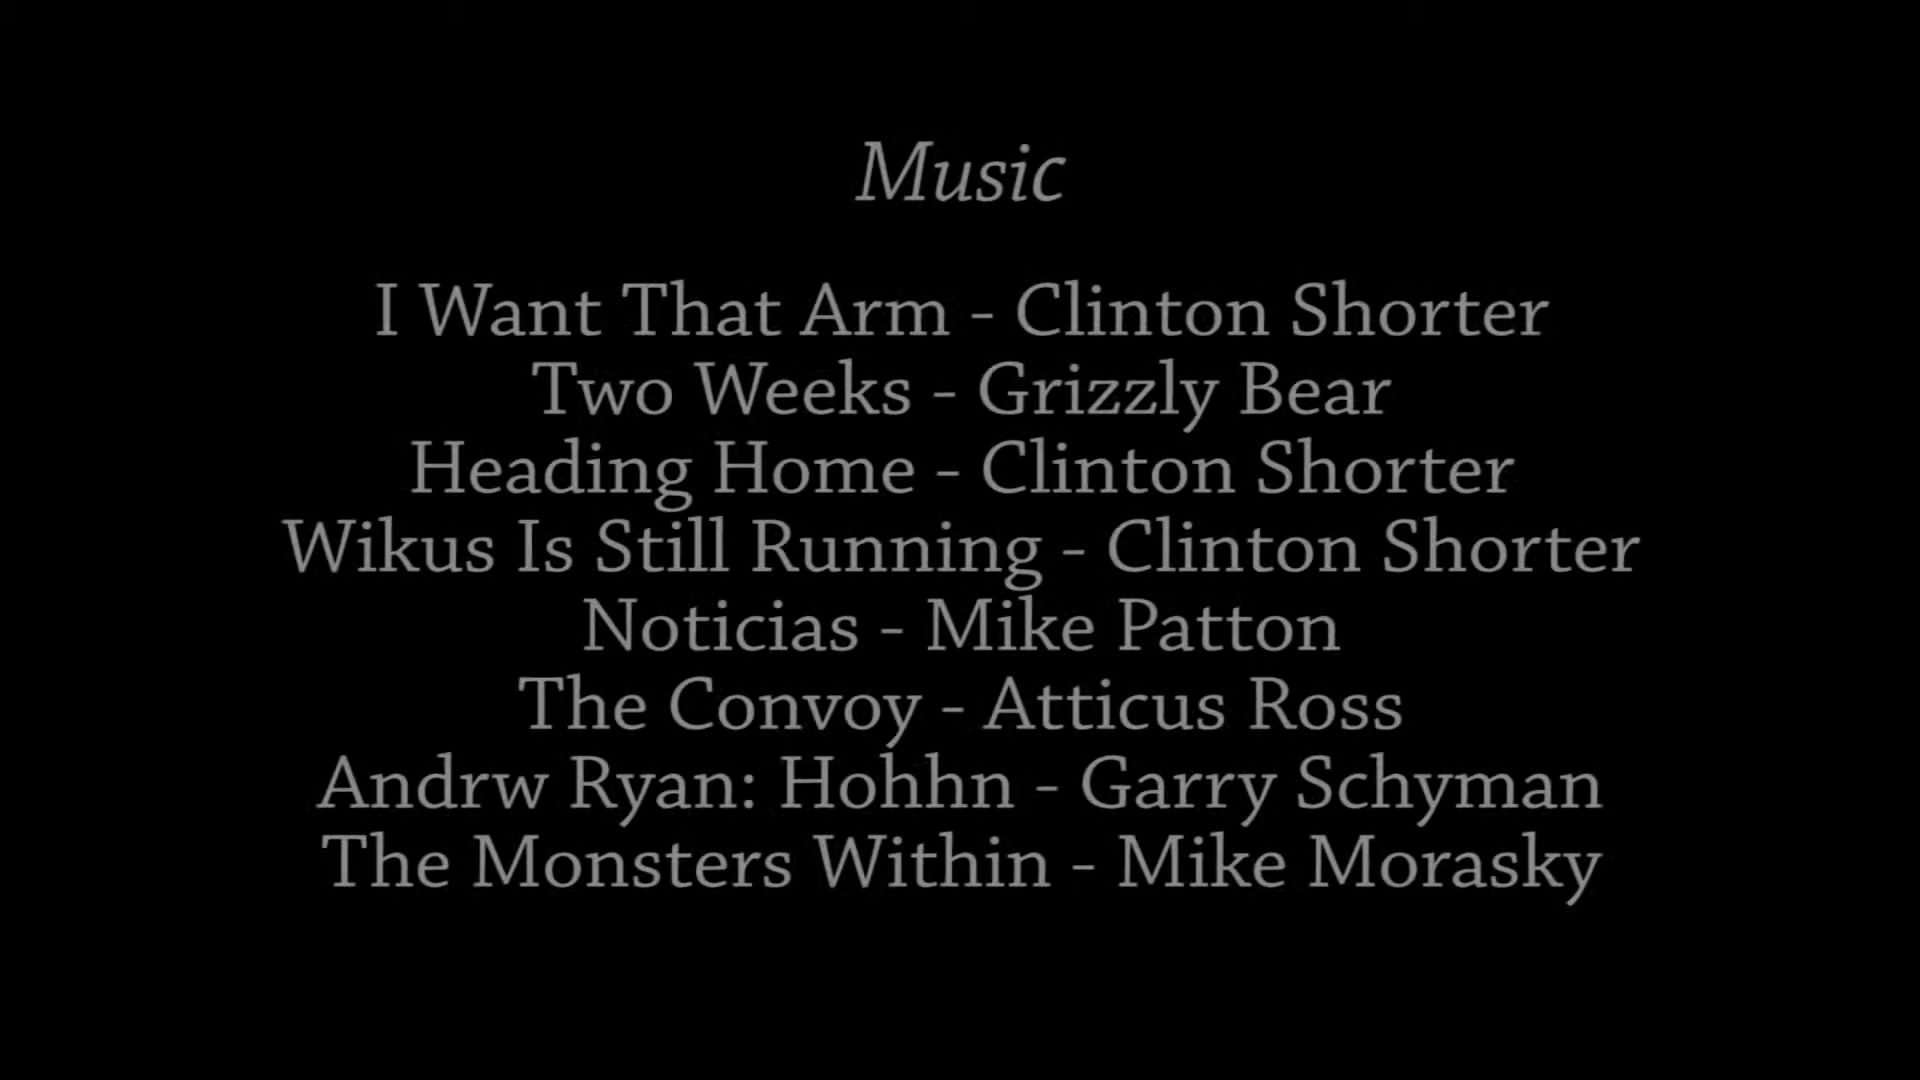 Music
I Want That Arm - Clinton Shorter
Two Weeks - Grizzly Bear
Heading Home - Clinton Shorter
Wikus Is Still Running - Clinton Shorter
Noticias - Mike Patton
The Convoy - Atticus Ross
Andrw Ryan: Hohhn - Garry Schyman
The Monsters Within - Mike Morasky